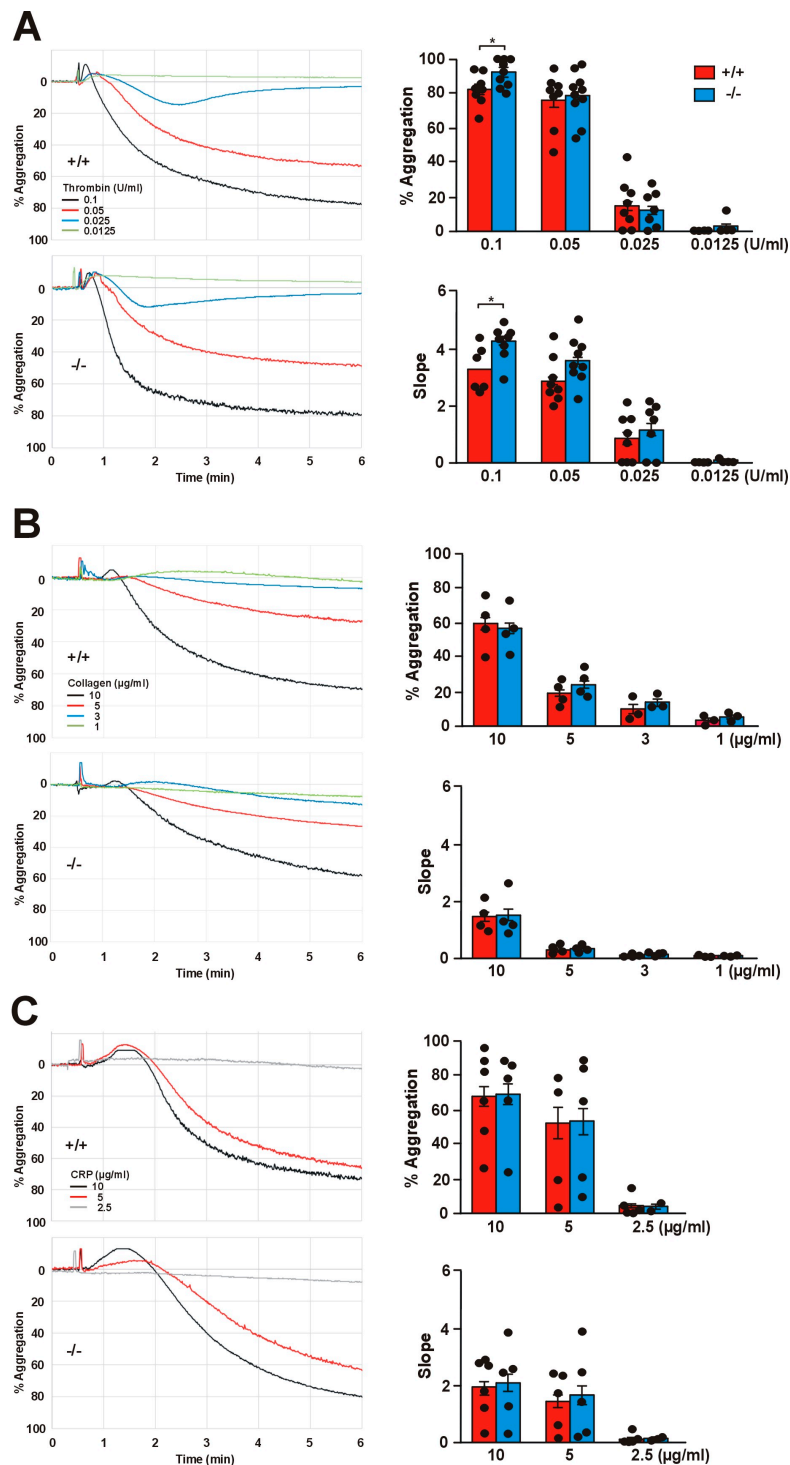 A
0
20
40
60
80
100
% Aggregation
+/+
Thrombin (U/ml)
0.1
0.05
0.025
0.0125
0
20
40
60
80
100
% Aggregation
-/-
0 1 2 3 4 5 6
Time (min)
100
80
60
40
20
0
% Aggregation
*
+/+
-/-
0.1 0.05 0.025 0.0125 (U/ml)
6
4
2
0
Slope
*
0.1 0.05 0.025 0.0125 (U/ml)
B
0
20
40
60
80
100
% Aggregation
+/+
Collagen (µg/ml)
10
5
3
1
0
20
40
60
80
100
% Aggregation
-/-
0 1 2 3 4 5 6
Time (min)
100
80
60
40
20
0
% Aggregation
10 5 3 1 (µg/ml)
6
4
2
0
Slope
10 5 3 1 (µg/ml)
C
0
20
40
60
80
100
% Aggregation
+/+
CRP (µg/ml)
10
5
2.5
0
20
40
60
80
100
% Aggregation
-/-
0 1 2 3 4 5 6
Time (min)
100
80
60
40
20
0
% Aggregation
10 5 2.5 (µg/ml)
6
4
2
0
Slope
10 5 2.5 (µg/ml)